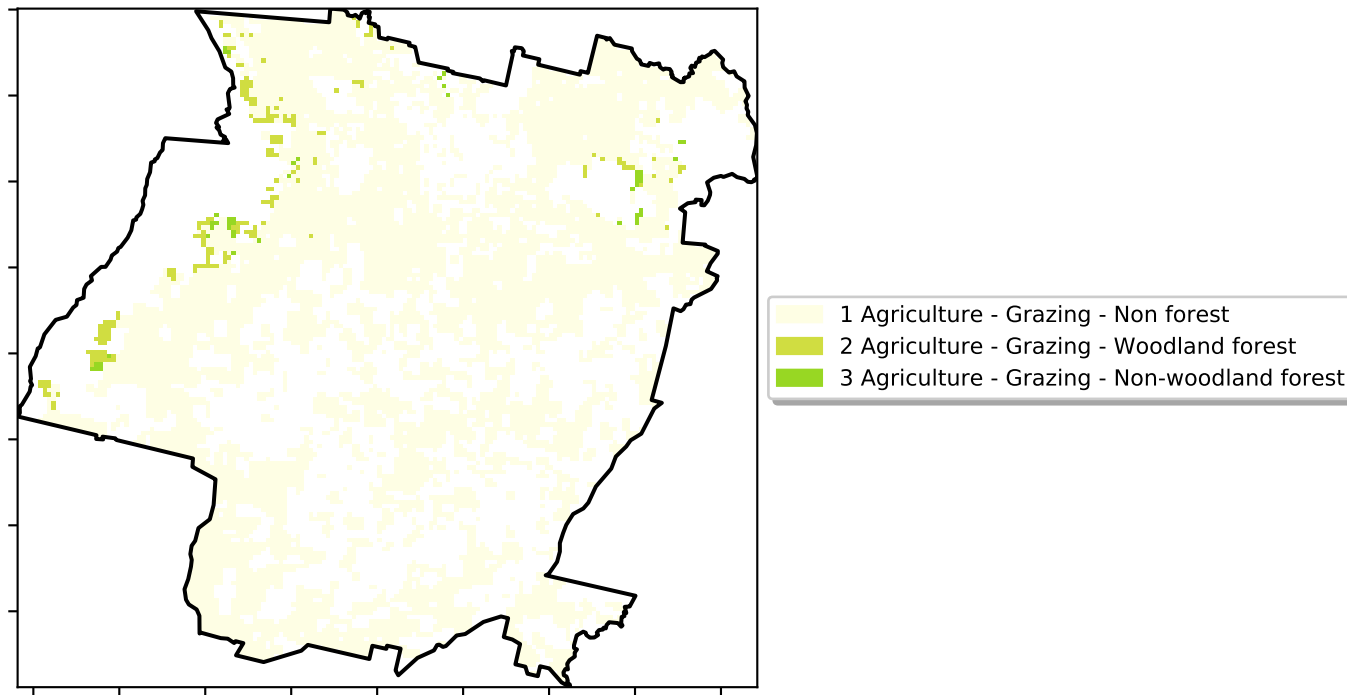 1 Agriculture - Grazing - Non forest
2 Agriculture - Grazing - Woodland forest
3 Agriculture - Grazing - Non-woodland forest